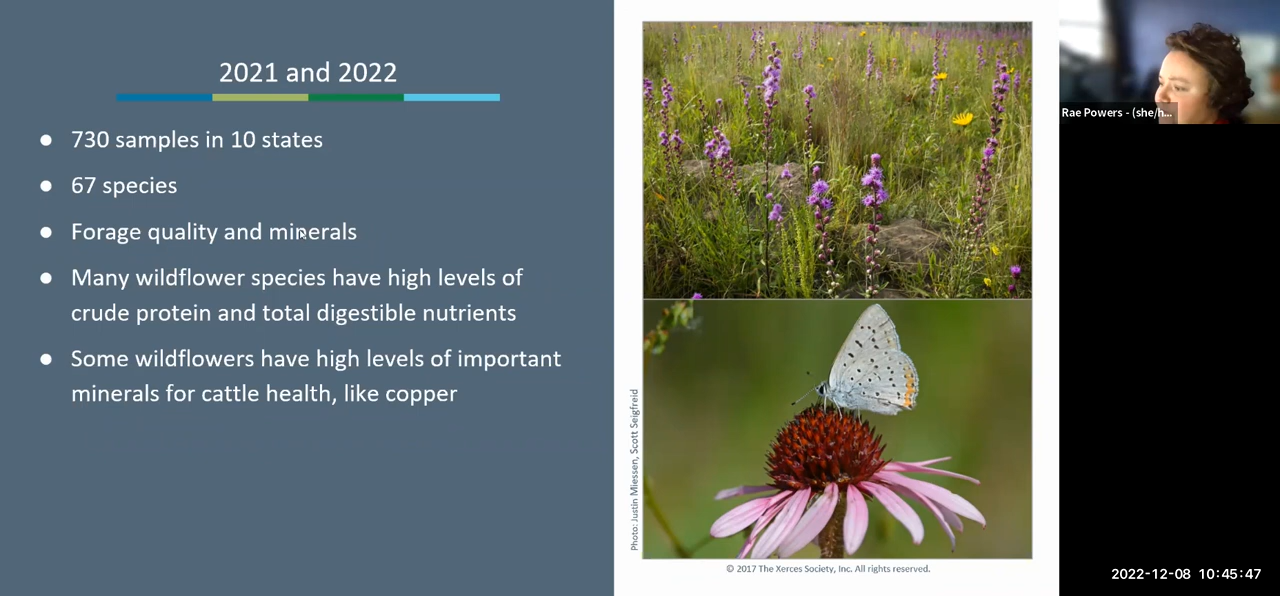 2021 and 2022
● 730 samples in 10 states
● 67 species
● Forage quality and minerals
● Many wildflower species have high levels of
crude protein and total digestible nutrients
● Some wildflowers have high levels of important
minerals for cattle health, like copper
Photo: Justin Miessen, Scott Seigfreid
© 2017 The Xerces Society, Inc. All rights reserved.
Rae Powers - (she/h...
2022-12-08 10:45:47